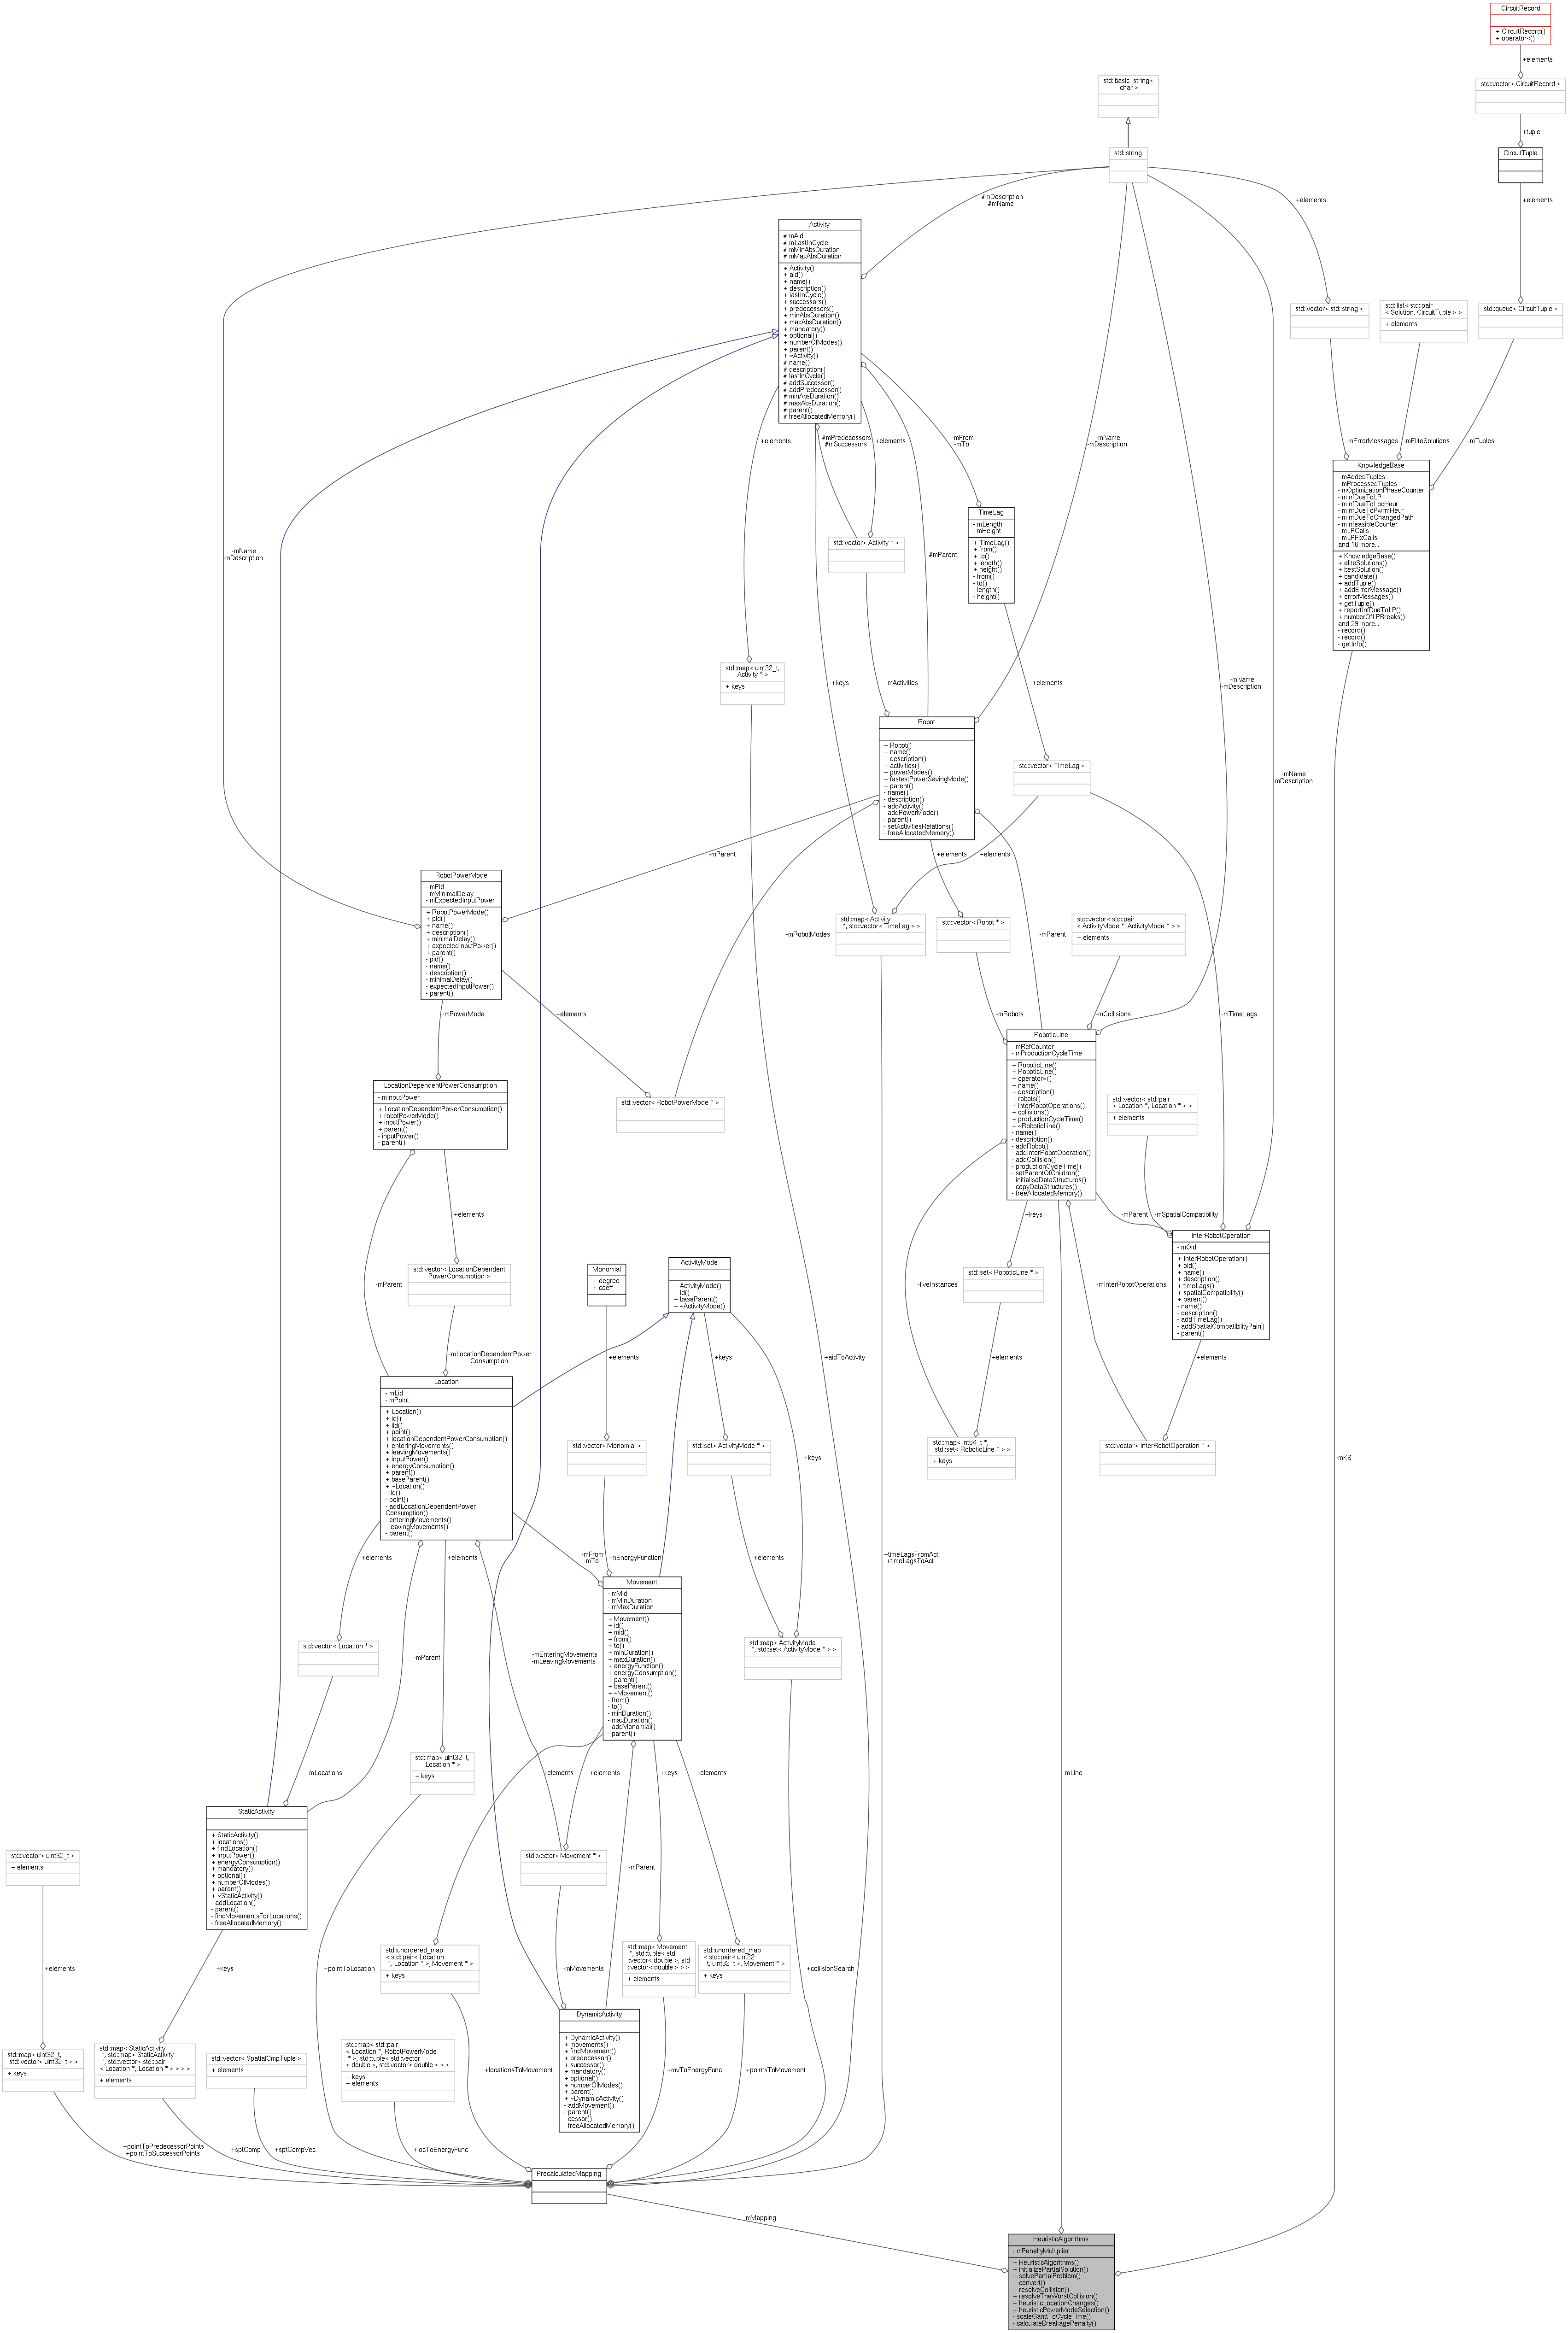 CircuitRecord
+ CircuitRecord()
+ operator<()
+elements
std::vector< CircuitRecord >
+tuple
CircuitTuple
+elements
std::queue< CircuitTuple >
std::basic_string<
char >
std::string
#mDescription
#mName
+elements
std::vector< std::string >
std::list< std::pair
< Solution, CircuitTuple > >
+ elements
-mErrorMessages
-mEliteSolutions
-mTuples
Activity
# mAid
# mLastInCycle
# mMinAbsDuration
# mMaxAbsDuration
+ Activity()
+ aid()
+ name()
+ description()
+ lastInCycle()
+ successors()
+ predecessors()
+ minAbsDuration()
+ maxAbsDuration()
+ mandatory()
+ optional()
+ numberOfModes()
+ parent()
+ ~Activity()
# name()
# description()
# lastInCycle()
# addSuccessor()
# addPredecessor()
# minAbsDuration()
# maxAbsDuration()
# parent()
# freeAllocatedMemory()
KnowledgeBase
- mAddedTuples
- mProcessedTuples
- mOptimizationPhaseCounter
- mInfDueToLP
- mInfDueToLocHeur
- mInfDueToPwrmHeur
- mInfDueToChangedPath
- mInfeasibleCounter
- mLPCalls
- mLPFixCalls
and 16 more...
+ KnowledgeBase()
+ eliteSolutions()
+ bestSolution()
+ candidate()
+ addTuple()
+ addErrorMessage()
+ errorMessages()
+ getTuple()
+ reportInfDueToLP()
+ numberOfLPBreaks()
and 29 more...
- record()
- record()
- getInfo()
+elements
#mPredecessors
#mSuccessors
+elements
-mFrom
-mTo
-mName
-mDescription
TimeLag
- mLength
- mHeight
+ TimeLag()
+ from()
+ to()
+ length()
+ height()
- from()
- to()
- length()
- height()
std::vector< Activity * >
-mName
-mDescription
#mParent
std::map< uint32_t,
Activity * >
+ keys
+keys
-mActivities
+elements
-mName
-mDescription
Robot
+ Robot()
+ name()
+ description()
+ activities()
+ powerModes()
+ fastestPowerSavingMode()
+ parent()
- name()
- description()
- addActivity()
- addPowerMode()
- parent()
- setActivitiesRelations()
- freeAllocatedMemory()
std::vector< TimeLag >
-mName
-mDescription
-mParent
+elements
+elements
RobotPowerMode
- mPid
- mMinimalDelay
- mExpectedInputPower
+ RobotPowerMode()
+ pid()
+ name()
+ description()
+ minimalDelay()
+ expectedInputPower()
+ parent()
- pid()
- name()
- description()
- minimalDelay()
- expectedInputPower()
- parent()
-mRobotModes
std::map< Activity
*, std::vector< TimeLag > >
std::vector< Robot * >
-mParent
std::vector< std::pair
< ActivityMode *, ActivityMode * > >
+ elements
-mPowerMode
+elements
-mRobots
-mCollisions
-mTimeLags
RoboticLine
- mRefCounter
- mProductionCycleTime
+ RoboticLine()
+ RoboticLine()
+ operator=()
+ name()
+ description()
+ robots()
+ interRobotOperations()
+ collisions()
+ productionCycleTime()
+ ~RoboticLine()
- name()
- description()
- addRobot()
- addInterRobotOperation()
- addCollision()
- productionCycleTime()
- setParentOfChildren()
- initialiseDataStructures()
- copyDataStructures()
- freeAllocatedMemory()
LocationDependentPowerConsumption
- mInputPower
+ LocationDependentPowerConsumption()
+ robotPowerMode()
+ inputPower()
+ parent()
- inputPower()
- parent()
std::vector< RobotPowerMode * >
std::vector< std::pair
< Location *, Location * > >
+ elements
+elements
+keys
-mParent
-mSpatialCompatiblity
InterRobotOperation
- mOid
+ InterRobotOperation()
+ oid()
+ name()
+ description()
+ timeLags()
+ spatialCompatiblity()
+ parent()
- name()
- description()
- addTimeLag()
- addSpatialCompatibilityPair()
- parent()
std::vector< LocationDependent
PowerConsumption >
Monomial
+ degree
+ coeff
ActivityMode
+ ActivityMode()
+ id()
+ baseParent()
+ ~ActivityMode()
-mParent
-liveInstances
std::set< RoboticLine * >
-mInterRobotOperations
-mLocationDependentPower
Consumption
+elements
+keys
+aidToActivity
+elements
+elements
Location
- mLid
- mPoint
+ Location()
+ id()
+ lid()
+ point()
+ locationDependentPowerConsumption()
+ enteringMovements()
+ leavingMovements()
+ inputPower()
+ energyConsumption()
+ parent()
+ baseParent()
+ ~Location()
- lid()
- point()
- addLocationDependentPower
Consumption()
- enteringMovements()
- leavingMovements()
- parent()
std::vector< Monomial >
std::set< ActivityMode * >
+keys
std::map< int64_t *,
std::set< RoboticLine * > >
+ keys
std::vector< InterRobotOperation * >
-mKB
+elements
+elements
-mFrom
-mTo
-mEnergyFunction
+elements
+timeLagsFromAct
+timeLagsToAct
Movement
- mMid
- mMinDuration
- mMaxDuration
+ Movement()
+ id()
+ mid()
+ from()
+ to()
+ minDuration()
+ maxDuration()
+ energyFunction()
+ energyConsumption()
+ parent()
+ baseParent()
+ ~Movement()
- from()
- to()
- minDuration()
- maxDuration()
- addMonomial()
- parent()
std::vector< Location * >
-mParent
-mEnteringMovements
-mLeavingMovements
std::map< ActivityMode
*, std::set< ActivityMode * > >
std::map< uint32_t,
Location * >
+ keys
-mLocations
+elements
+elements
+keys
+elements
-mLine
StaticActivity
+ StaticActivity()
+ locations()
+ findLocation()
+ inputPower()
+ energyConsumption()
+ mandatory()
+ optional()
+ numberOfModes()
+ parent()
+ ~StaticActivity()
- addLocation()
- parent()
- findMovementsForLocations()
- freeAllocatedMemory()
std::vector< uint32_t >
+ elements
std::vector< Movement * >
-mParent
+elements
+keys
+pointToLocation
std::unordered_map
< std::pair< Location
*, Location * >, Movement * >
+ keys
-mMovements
std::map< Movement
*, std::tuple< std
::vector< double >, std
::vector< double > > >
+ elements
std::unordered_map
< std::pair< uint32
_t, uint32_t >, Movement * >
+ keys
+collisionSearch
DynamicActivity
+ DynamicActivity()
+ movements()
+ findMovement()
+ predecessor()
+ successor()
+ mandatory()
+ optional()
+ numberOfModes()
+ parent()
+ ~DynamicActivity()
- addMovement()
- parent()
- cessor()
- freeAllocatedMemory()
std::map< uint32_t,
std::vector< uint32_t > >
+ keys
std::map< StaticActivity
*, std::map< StaticActivity
*, std::vector< std::pair
< Location *, Location * > > > >
+ elements
std::vector< SpatialCmpTuple >
+ elements
std::map< std::pair
< Location *, RobotPowerMode
* >, std::tuple< std::vector
< double >, std::vector< double > > >
+ keys
+ elements
+locationsToMovement
+mvToEnergyFunc
+pointsToMovement
+pointToPredecessorPoints
+pointToSuccessorPoints
+sptComp
+sptCompVec
+locToEnergyFunc
PrecalculatedMapping
-mMapping
HeuristicAlgorithms
- mPenaltyMultiplier
+ HeuristicAlgorithms()
+ initializePartialSolution()
+ solvePartialProblem()
+ convert()
+ resolveCollision()
+ resolveTheWorstCollision()
+ heuristicLocationChanges()
+ heuristicPowerModeSelection()
- scaleGanttToCycleTime()
- calculateBreakagePenalty()